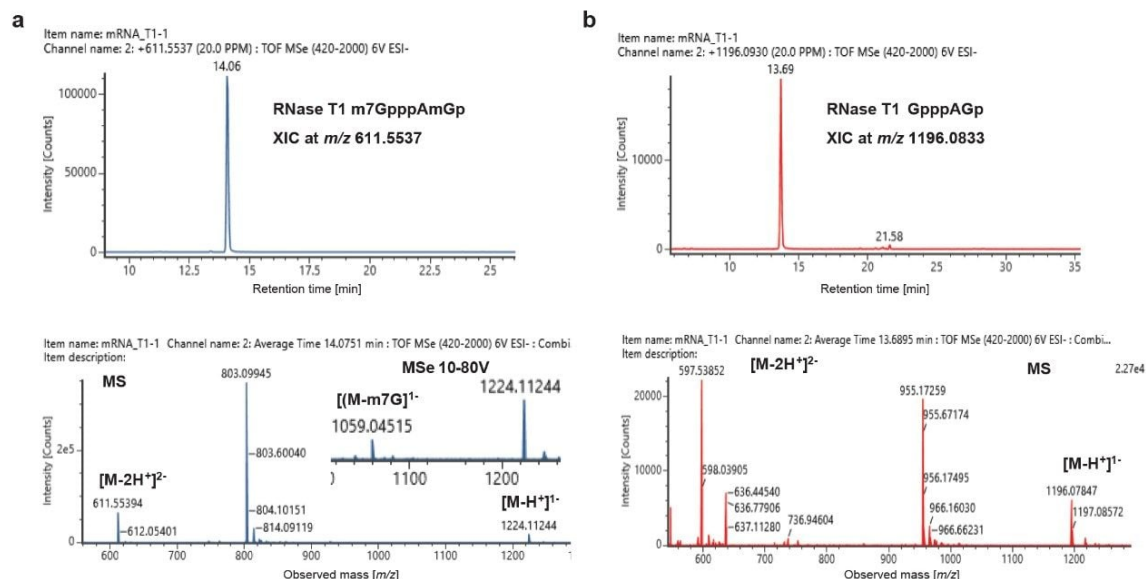 a
Item name: mRNA_T1-1
Channel name: 2: +611.5537 (20.0 PPM) : TOF MSe (420-2000) 6V ESI-
14.06
RNase T1 m7GpppAmGp
XIC at m/z 611.5537
Intensity [Counts]
100000
50000
0
10
12.5
15
17.5
20
22.5
25
Retention time [min]
b
Item name: mRNA_T1-1
Channel name: 2: +1196.0930 (20.0 PPM) : TOF MSe (420-2000) 6V ESI-
13.69
RNase T1 GpppAGp
XIC at m/z 1196.0833
21.58
Intensity [Counts]
10000
0
10
15
20
25
30
35
Retention time [min]
Item name: mRNA_T1-1 Channel name: 2: Average Time 14.0751 min : TOF MSe (420-2000) 6V ESI- : Combi
Item description:
MS
803.09945
MSe 10-80V
1224.11244
[(M-m7G]1-
1059.04515
1100
1200
[M-2H+]2-
611.55394
612.05401
803.60040
804.10151
814.09119
[M-H+]1-
1224.11244
Intensity [Counts]
2e5
0
600
700
800
900
1000
1100
1200
Observed mass [m/z]
Item name: mRNA_T1-1 Channel name: 2: Average Time 13.6895 min : TOF MSe (420-2000) 6V ESI- : Combi...
Item description:
[M-2H+]2-
MS
2.27e4
597.53852
598.03905
636.44540
636.77906
637.11280
736.94604
955.17259
955.67174
956.17495
966.16030
966.66231
[M-H+]1-
1196.07847
1197.08572
Intensity [Counts]
20000
10000
0
600
700
800
900
1000
1100
1200
Observed mass [m/z]